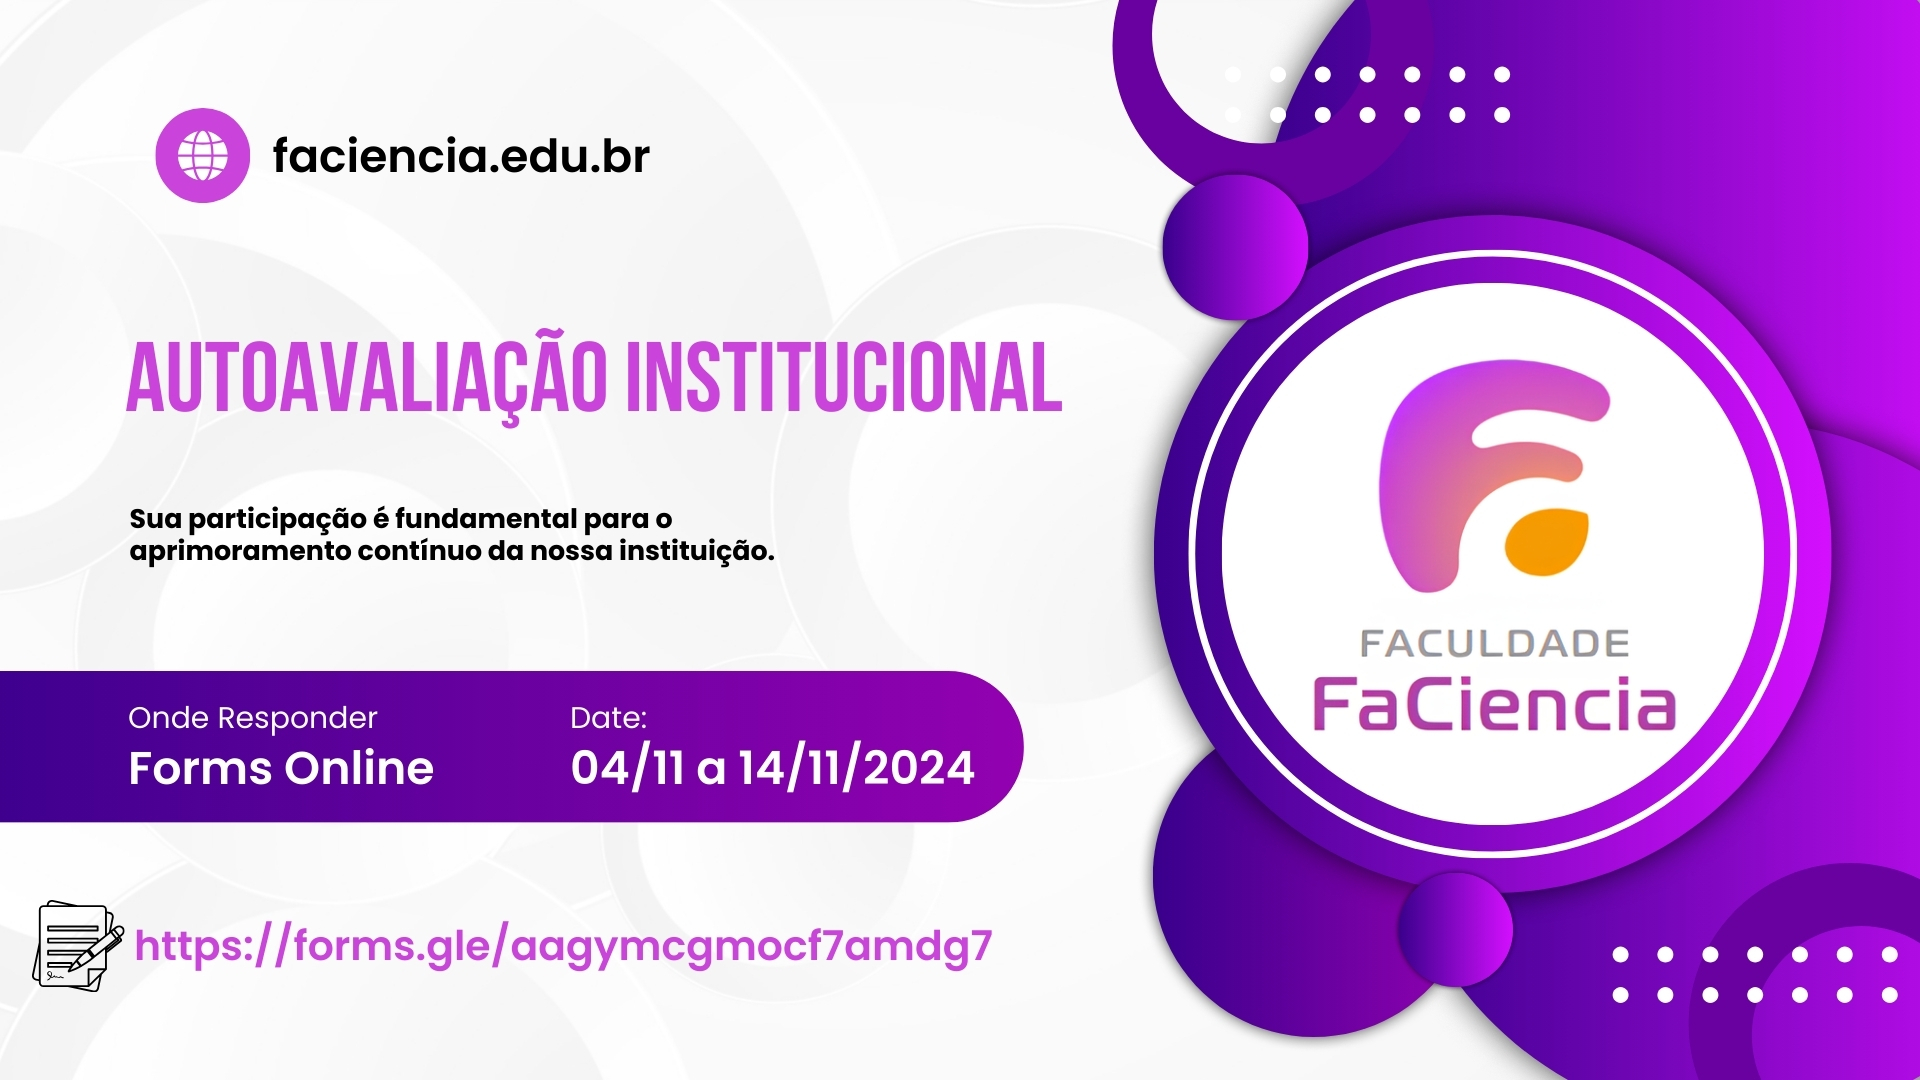 faciencia.edu.br
AUTOAVALIAÇÃO INSTITUCIONAL
Sua participação é fundamental para o
aprimoramento contínuo da nossa instituição.
Onde Responder
Forms Online
Date:
04/11 a 14/11/2024
https://forms.gle/aagymcgmocf7amdg7
FACULDADE
FaCiencia